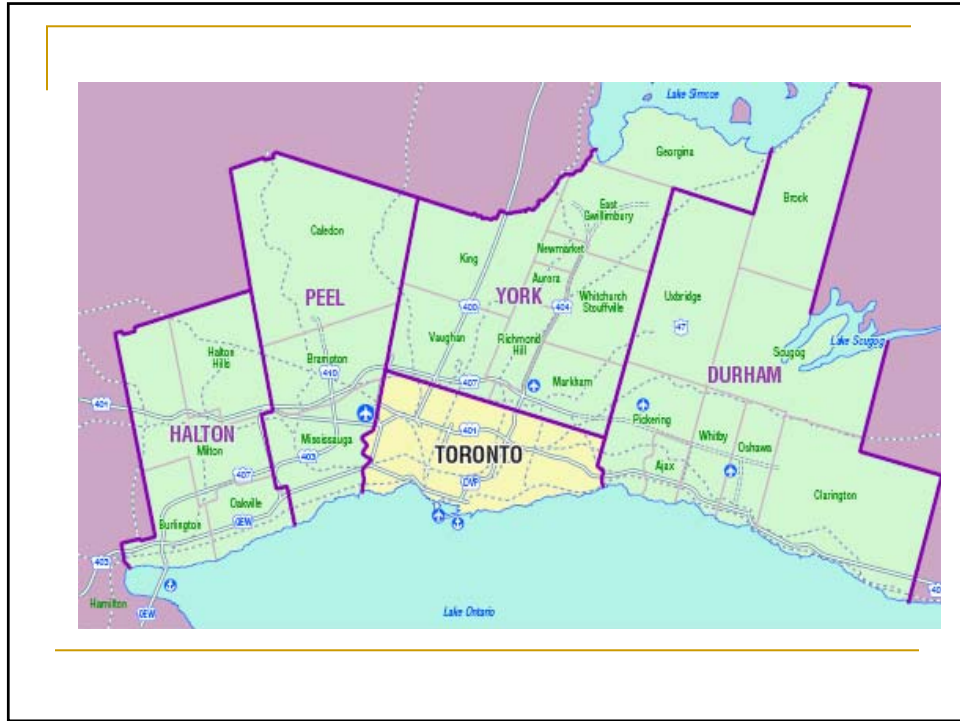 Lake Simcoe
Georgina
Brock
East
Gwillimbury
Caledon
King
Newmarket
Aurora
PEEL
YORK
400
404
Whitchurch
Stouffville
Uxbridge
47
Vaughan
Richmond
Hill
Halton
Hills
Brampton
410
Scugog
Lake Scugog
DURHAM
407
Markham
401
HALTON
Milton
Mississauga
403
401
TORONTO
DVP
Pickering
Whitby
Oshawa
Ajax
Clarington
407
Oakville
QEW
Burlington
403
Hamilton
QEW
Lake Ontario
40